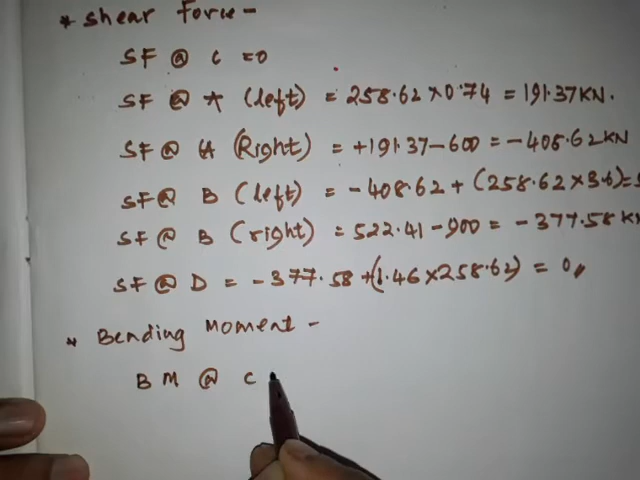 * Shear Force -
SF @ C = 0
SF @ A (left) = 258.62 x 0.74 = 191.37 KN.
SF @ A (Right) = +191.37 - 600 = - 408.62 KN
SF @ B (left) = - 408.62 + (258.62 x 3.6) =
SF @ B (right) = 522.41 - 900 = - 377.58 KN
SF @ D = - 377.58 + (1.46 x 258.62) = 0,,
* Bending Moment -
B M @ C